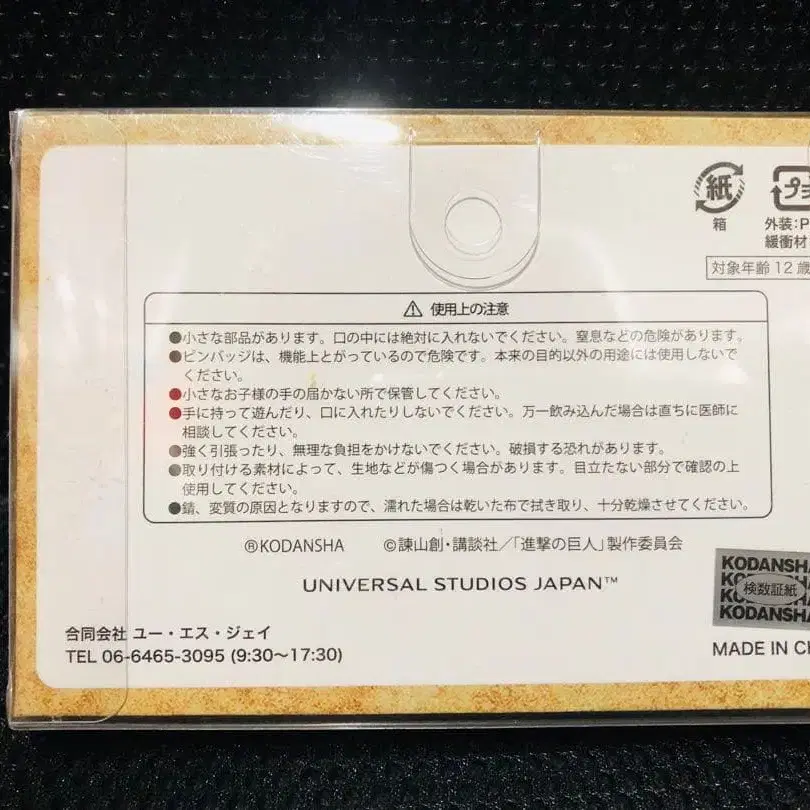 紙
プラ
箱
外装:P
緩衝材
対象年齢12歳
使用上の注意
●小さな部品があります。口の中には絶対に入れないでください。窒息などの危険があります。
●ピンバッジは、機能上とがっているので危険です。本来の目的以外の用途には使用しないで
ください。
●小さなお子様の手の届かない所で保管してください。
●手に持って遊んだり、口に入れたりしないでください。万一飲み込んだ場合は直ちに医師に
相談してください。
●強く引張ったり、無理な負担をかけないでください。破損する恐れがあります。
●取り付ける素材によって、生地などが傷つく場合があります。目立たない部分で確認の上
使用してください。
●錆、変質の原因となりますので、濡れた場合は乾いた布で拭き取り、十分乾燥させてください。
®KODANSHA ©諫山創・講談社/「進撃の巨人」製作委員会
UNIVERSAL STUDIOS JAPAN™
KODANSHA
検数証紙
KODANSHA
合同会社 ユー・エス・ジェイ
TEL 06-6465-3095 (9:30〜17:30)
MADE IN CH